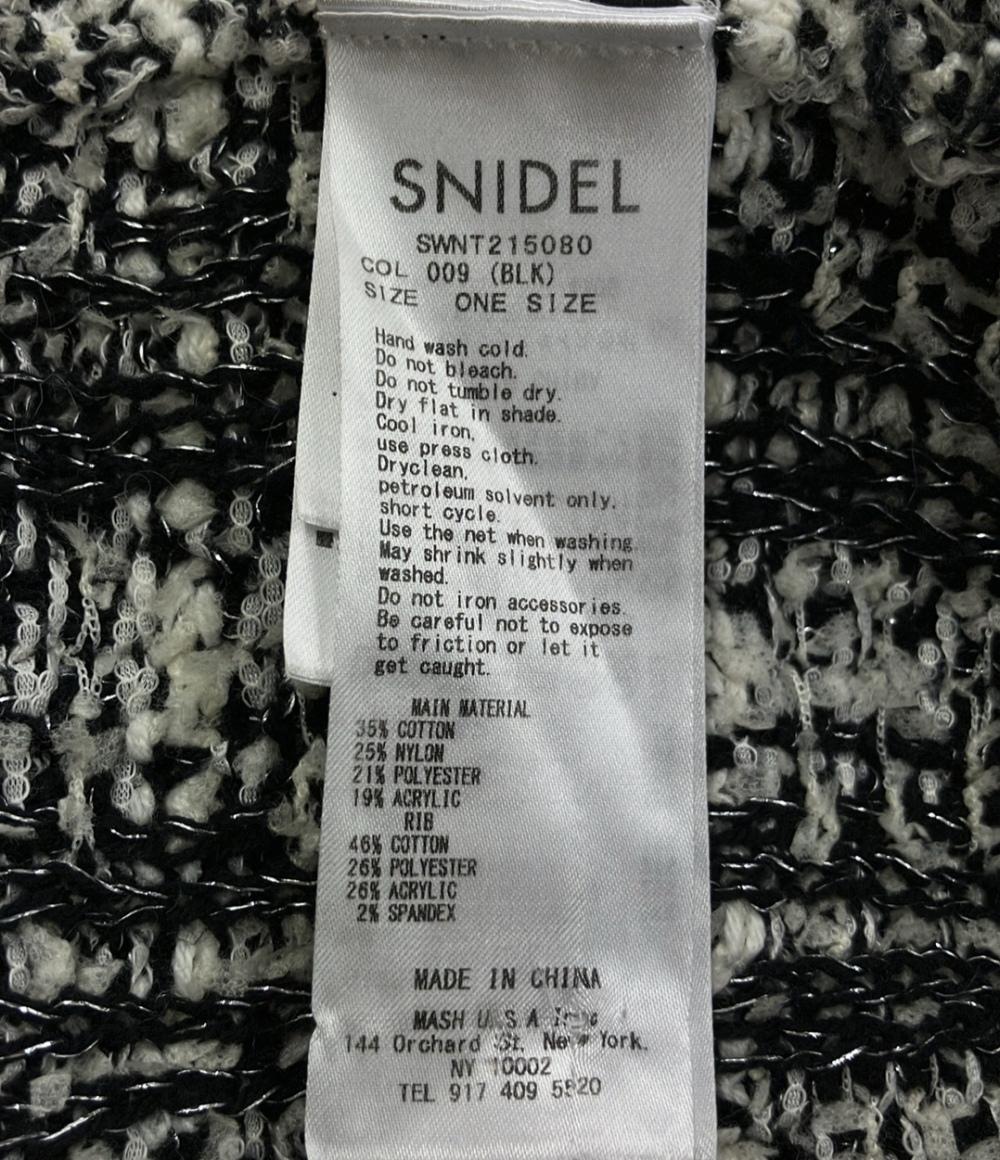 SNIDEL
SWNT215080
COL 009 (BLK)
SIZE ONE SIZE
Hand wash cold.
Do not bleach.
Do not tumble dry.
Dry flat in shade.
Cool iron,
use press cloth.
Dryclean,
petroleum solvent only.
short cycle.
Use the net when washing.
May shrink slightly when
washed.
Do not iron accessories.
Be careful not to expose
to friction or let it
get caught.
MAIN MATERIAL
35% COTTON
25% NYLON
21% POLYESTER
19% ACRYLIC
RIB
46% COTTON
26% POLYESTER
26% ACRYLIC
2% SPANDEX
MADE IN CHINA
MASH U.S.A
144 Orchard St. New York.
NY 10002
TEL 917 409 5520